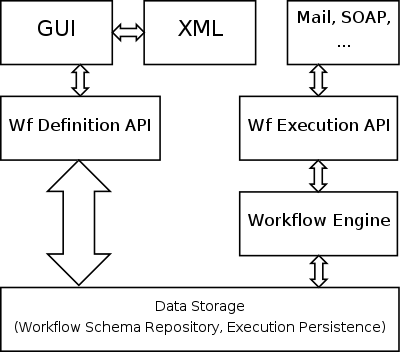 GUI
XML
Mail, SOAP,
...
Wf Definition API
Wf Execution API
Workflow Engine
Data Storage
(Workflow Schema Repository, Execution Persistence)